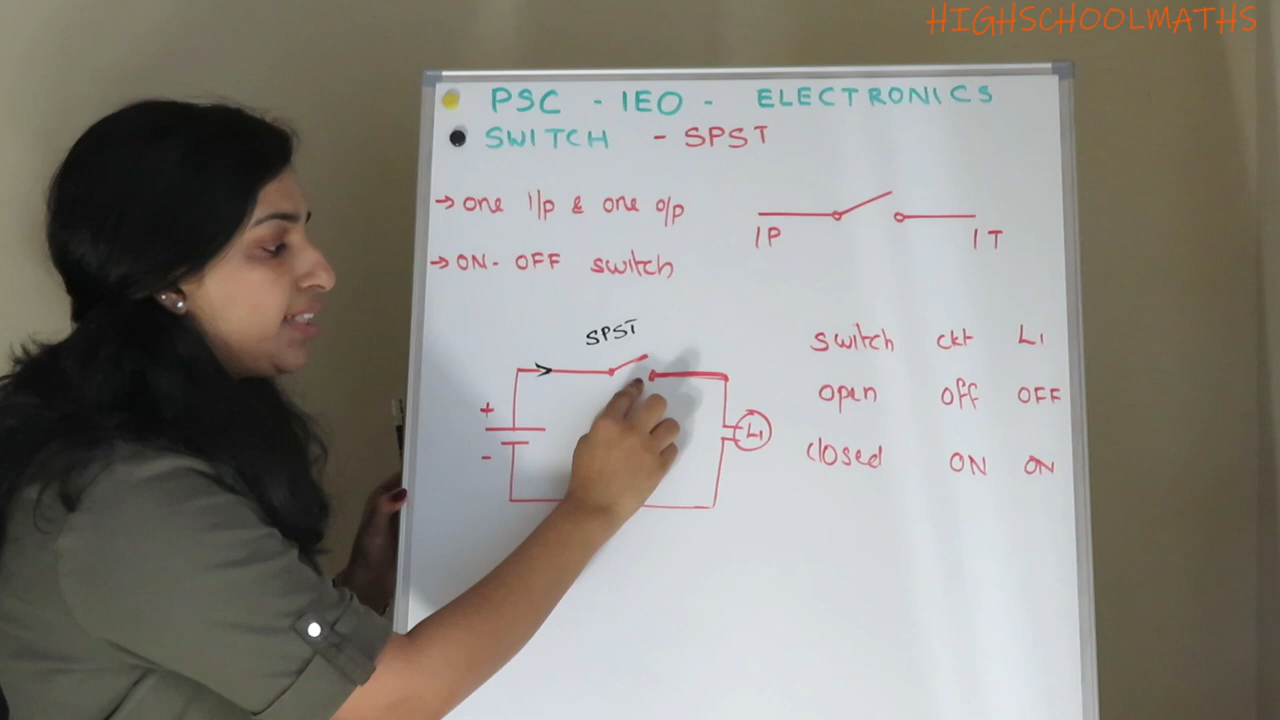 HIGHSCHOOLMATHS
PSC - IEO - ELECTRONICS
SWITCH - SPST
→ one I/p & one o/p
→ ON-OFF switch
1P
1T
SPST
+
-
L1
switch ckt L1
open Off OFF
closed ON ON